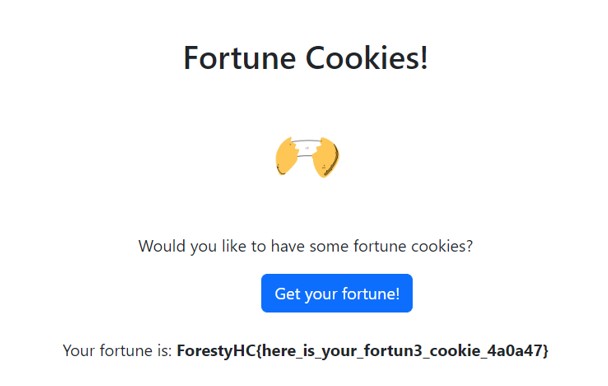 Fortune Cookies!
Would you like to have some fortune cookies?
Get your fortune!
Your fortune is: ForestyHC{here_is_your_fortun3_cookie_4a0a47}